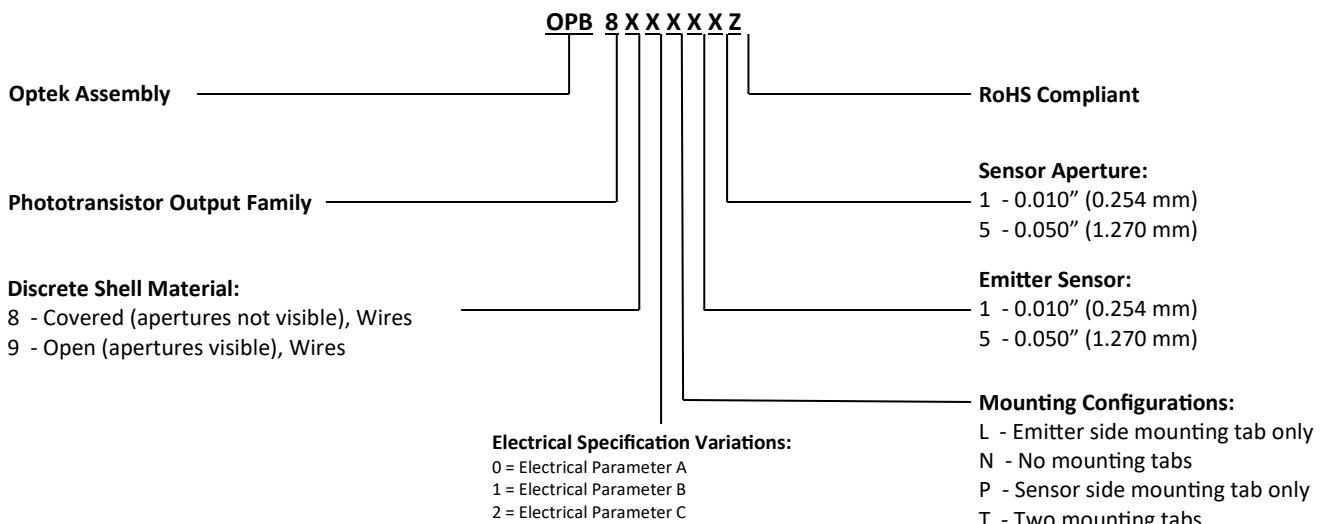 OPB 8 X X X X X Z
Optek Assembly
RoHS Compliant
Phototransistor Output Family
Sensor Aperture:
1 - 0.010” (0.254 mm)
5 - 0.050” (1.270 mm)
Discrete Shell Material:
8 - Covered (apertures not visible), Wires
9 - Open (apertures visible), Wires
Emitter Sensor:
1 - 0.010” (0.254 mm)
5 - 0.050” (1.270 mm)
Electrical Specification Variations:
0 = Electrical Parameter A
1 = Electrical Parameter B
2 = Electrical Parameter C
Mounting Configurations:
L - Emitter side mounting tab only
N - No mounting tabs
P - Sensor side mounting tab only
T - Two mounting tabs